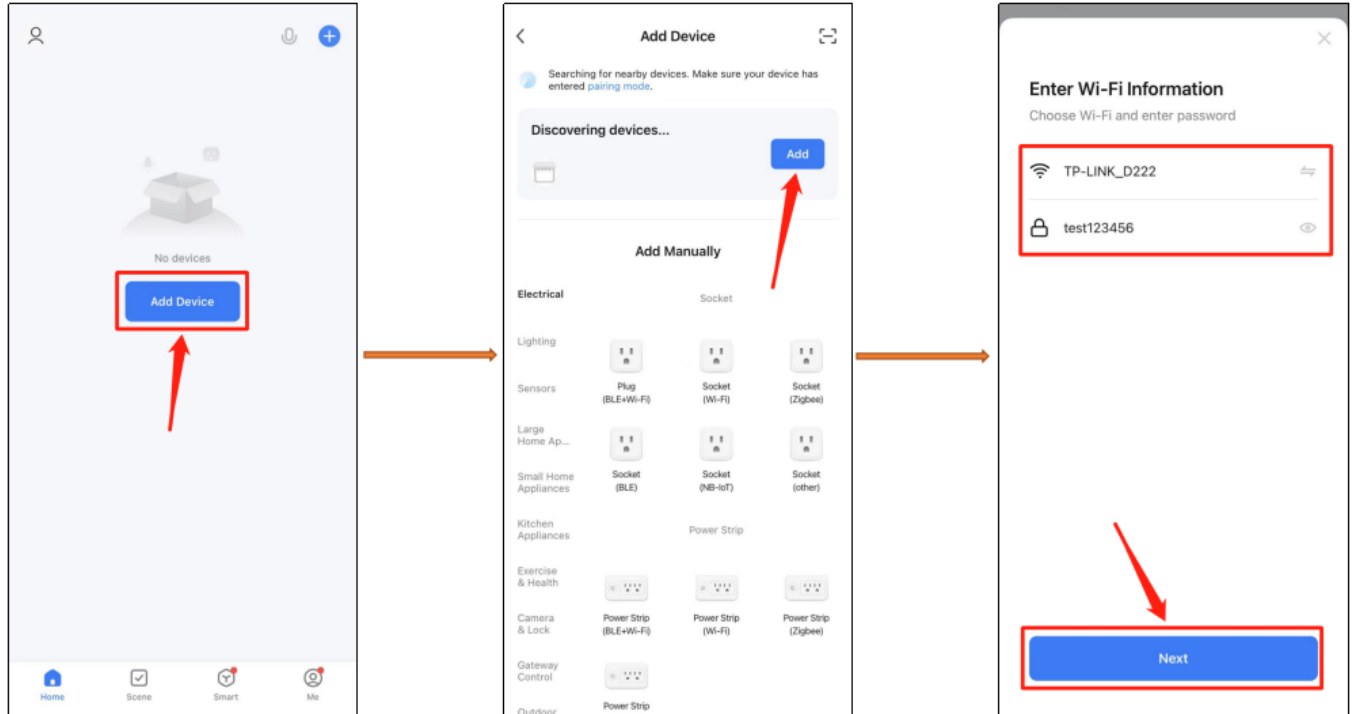 No devices
Add Device
Home
Scene
Smart
Me
Add Device
Searching for nearby devices. Make sure your device has
entered pairing mode.
Discovering devices...
Add
Add Manually
Electrical
Lighting
Sensors
Large
Home Ap...
Small Home
Appliances
Kitchen
Appliances
Exercise
& Health
Camera
& Lock
Gateway
Control
Outdoor
Socket
Plug
(BLE+Wi-Fi)
Socket
(Wi-Fi)
Socket
(Zigbee)
Socket
(BLE)
Socket
(NB-IoT)
Socket
(other)
Power Strip
Power Strip
(BLE+Wi-Fi)
Power Strip
(Wi-Fi)
Power Strip
(Zigbee)
Power Strip
Enter Wi-Fi Information
Choose Wi-Fi and enter password
TP-LINK_D222
test123456
Next